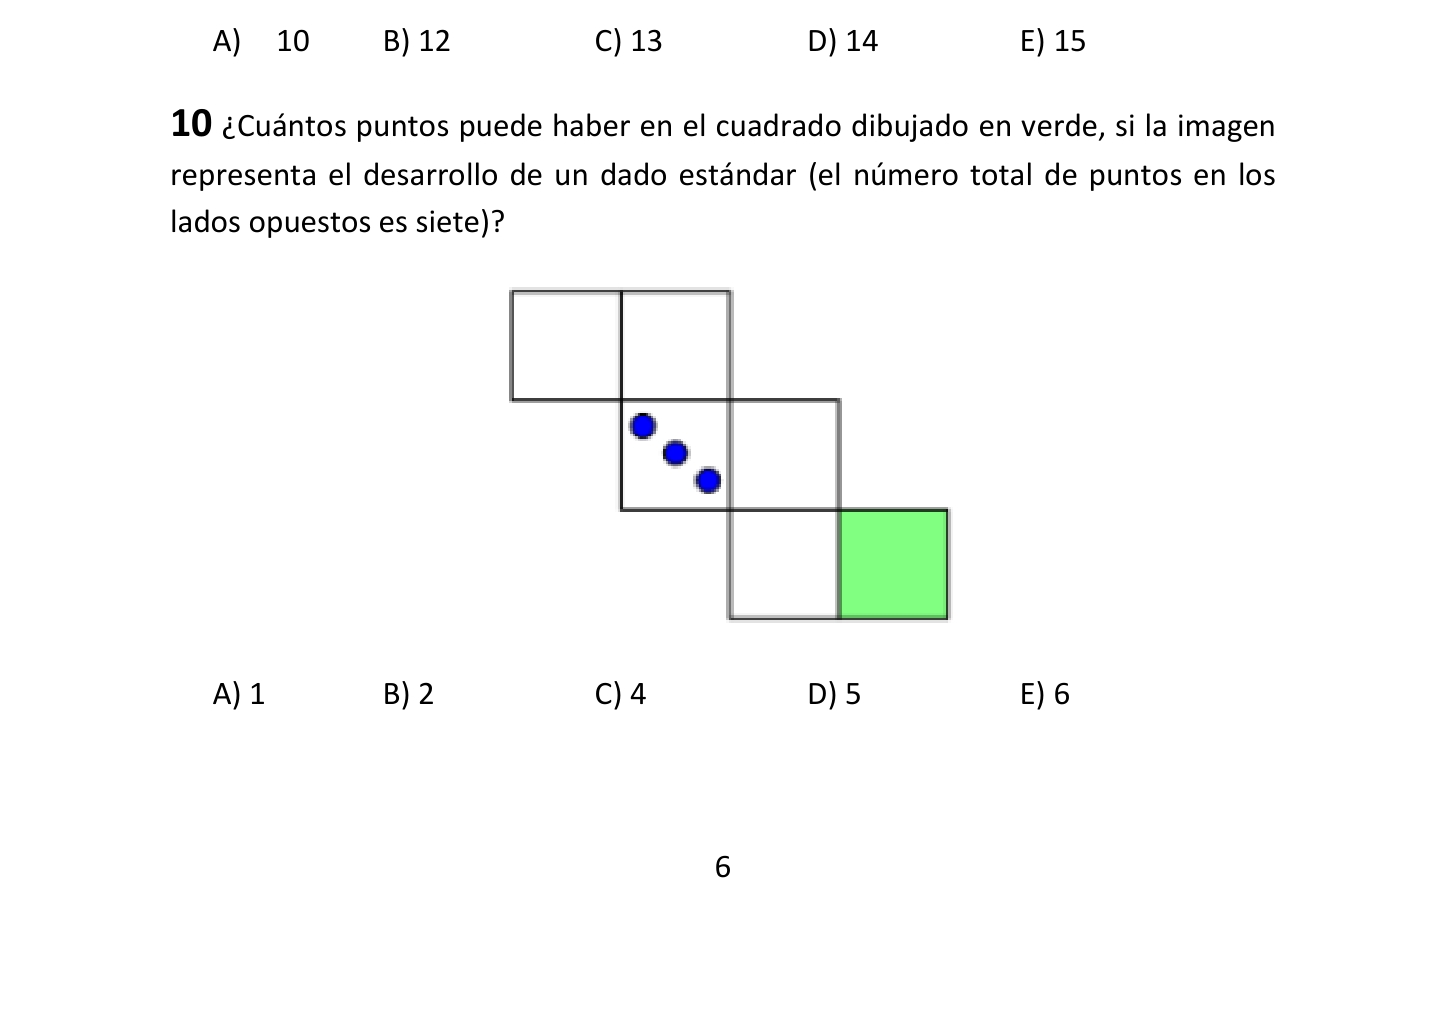 A) 10 B) 12 C) 13 D) 14 E) 15
10 ¿Cuántos puntos puede haber en el cuadrado dibujado en verde, si la imagen
representa el desarrollo de un dado estándar (el número total de puntos en los
lados opuestos es siete)?
A) 1 B) 2 C) 4 D) 5 E) 6
6